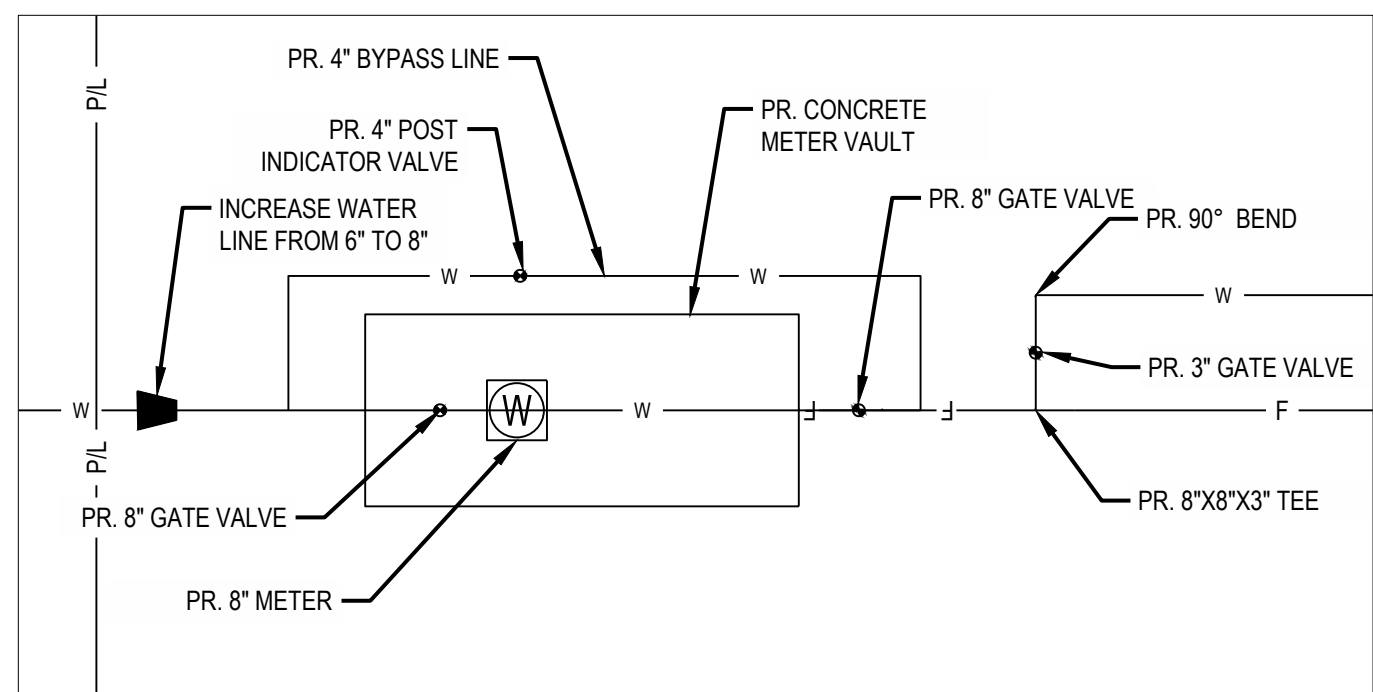 P/L
PR. 4" BYPASS LINE
PR. 4" POST
INDICATOR VALVE
PR. CONCRETE
METER VAULT
INCREASE WATER
LINE FROM 6" TO 8"
PR. 8" GATE VALVE
PR. 90° BEND
W W
W
PR. 3" GATE VALVE
W W W F F F
P/L
PR. 8" GATE VALVE
PR. 8"X8"X3" TEE
PR. 8" METER